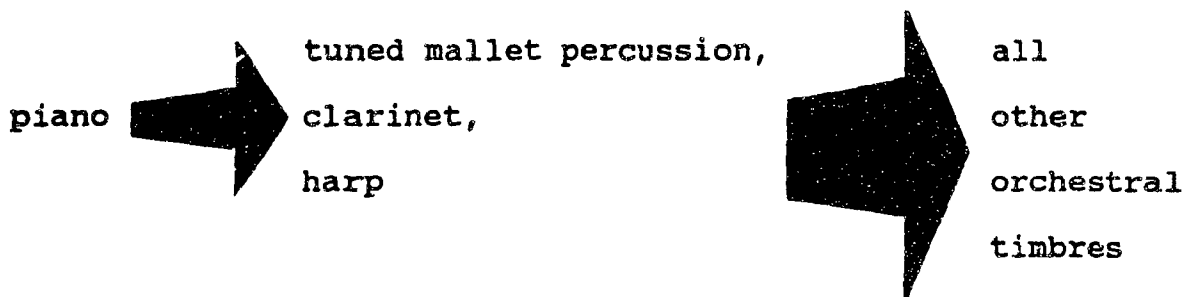 piano
tuned mallet percussion,
clarinet,
harp
all
other
orchestral
timbres